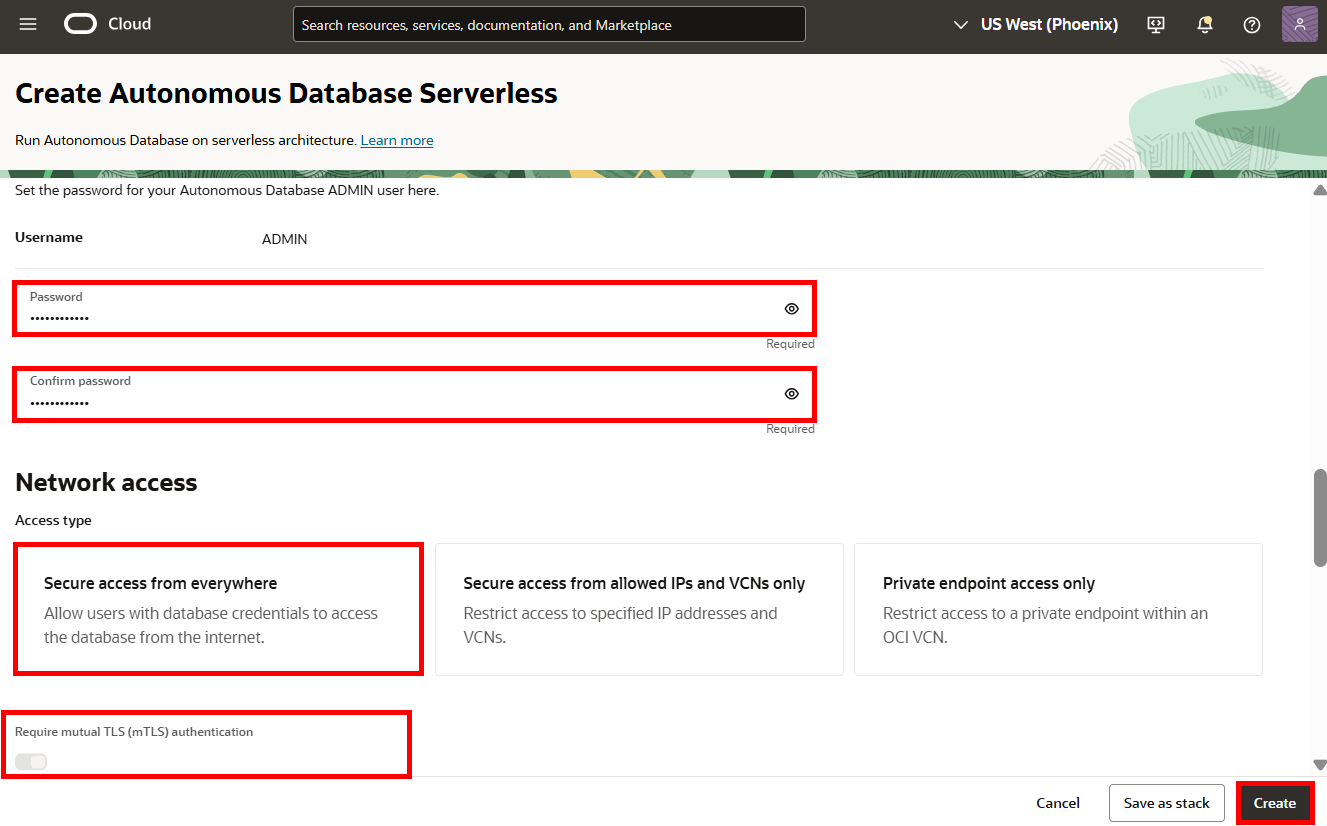 Cloud
Search resources, services, documentation, and Marketplace
US West (Phoenix)
Create Autonomous Database Serverless
Run Autonomous Database on serverless architecture. Learn more
Set the password for your Autonomous Database ADMIN user here.
Username ADMIN
Password
••••••••••••
Required
Confirm password
••••••••••••
Required
Network access
Access type
Secure access from everywhere
Allow users with database credentials to access
the database from the internet.
Secure access from allowed IPs and VCNs only
Restrict access to specified IP addresses and
VCNs.
Private endpoint access only
Restrict access to a private endpoint within an
OCI VCN.
Require mutual TLS (mTLS) authentication
Cancel
Save as stack
Create